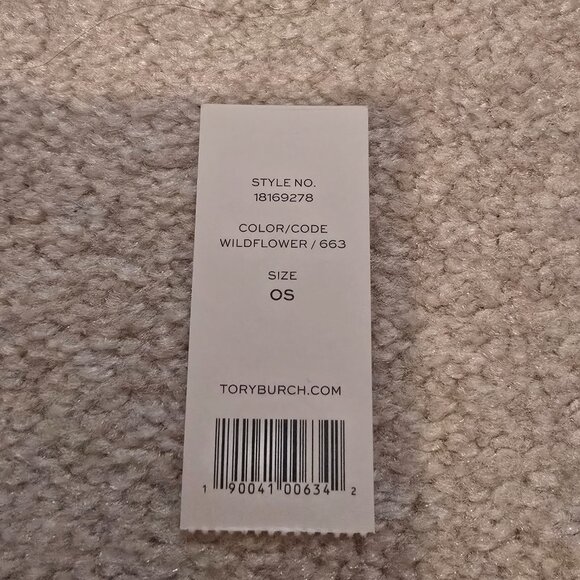 STYLE NO.
18169278
COLOR/CODE
WILDFLOWER / 663
SIZE
OS
TORYBURCH.COM
1 90041 00634 2